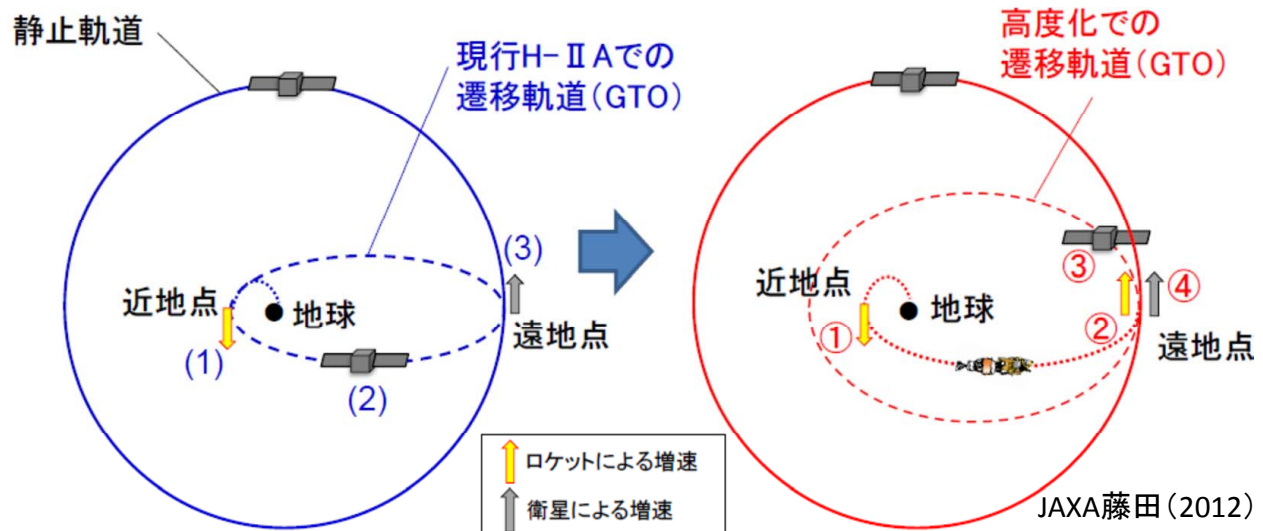 静止軌道
現行H-ⅡAでの
遷移軌道(GTO)
(3)
近地点
地球
遠地点
(1)
(2)
高度化での
遷移軌道(GTO)
③
④
近地点
地球
①
②
遠地点
ロケットによる増速
衛星による増速
JAXA藤田(2012)